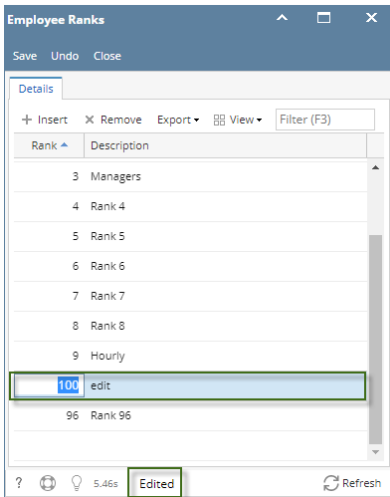 Employee Ranks
Save Undo Close
Details
Insert Remove Export View Filter (F3)
Rank Description
3 Managers
4 Rank 4
5 Rank 5
6 Rank 6
7 Rank 7
8 Rank 8
9 Hourly
100 edit
96 Rank 96
? 5.46s Edited Refresh